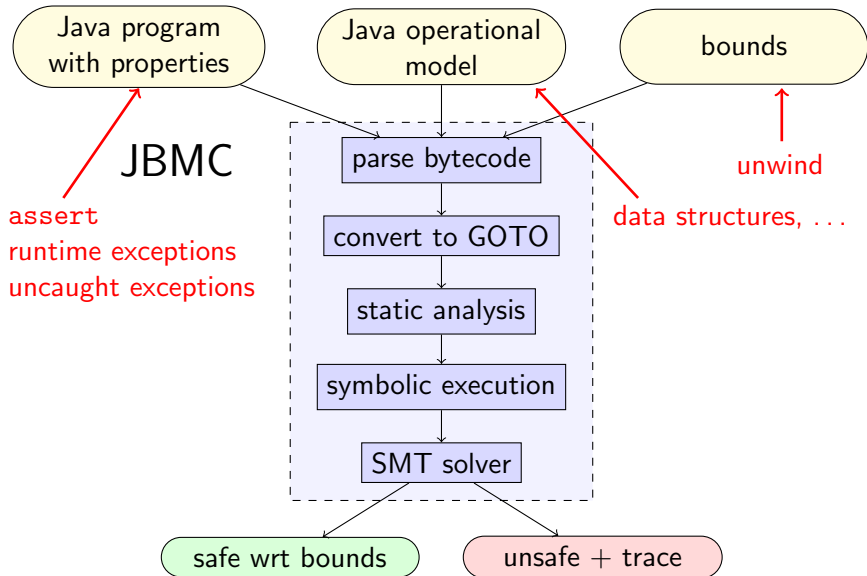 Java program
with properties
Java operational
model
bounds
JBMC
parse bytecode
unwind
assert
runtime exceptions
uncaught exceptions
data structures, ...
convert to GOTO
static analysis
symbolic execution
SMT solver
safe wrt bounds
unsafe + trace